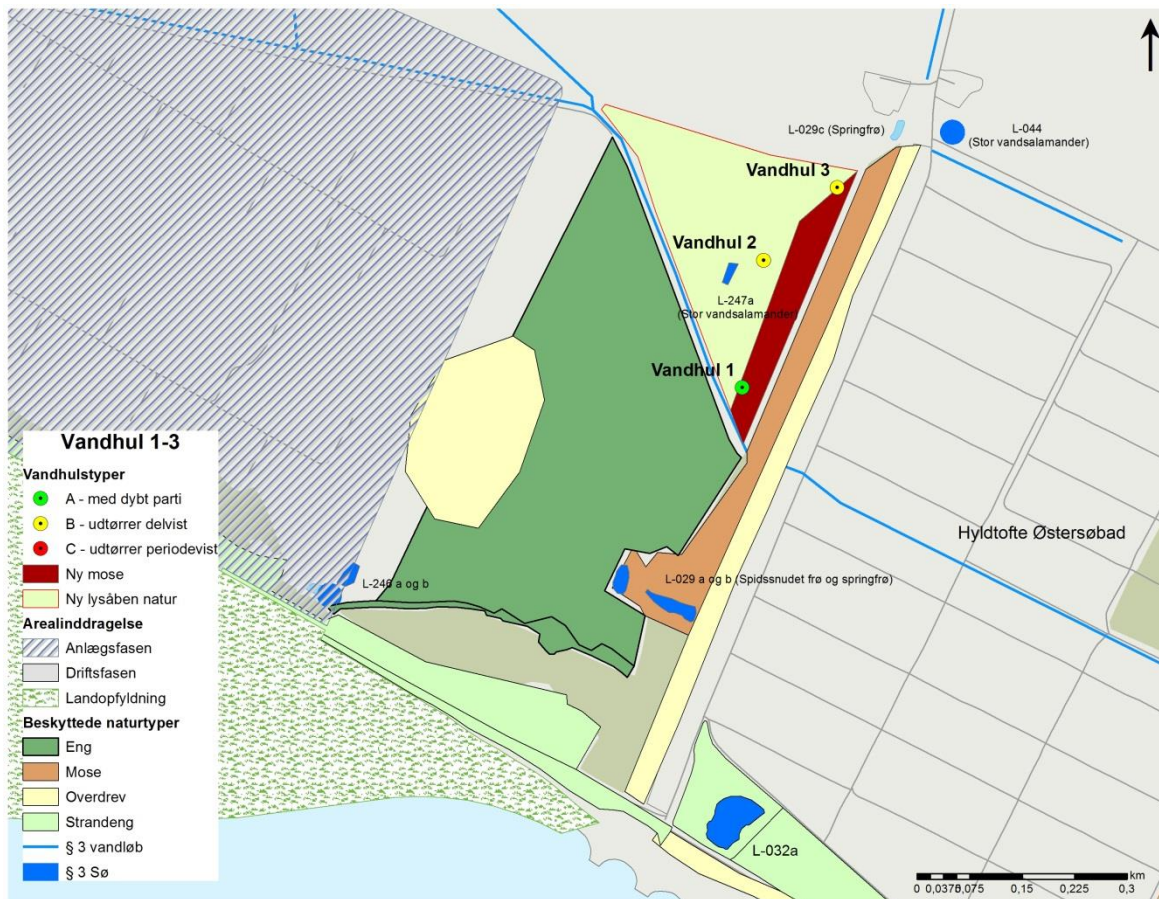 L-029c (Springfrø)
L-044
(Stor vandsalamander)
Vandhul 3
Vandhul 2
L-247a
(Stor vandsalamander)
Vandhul 1
Vandhul 1-3
Vandhulstyper
A - med dybt parti
B - udtørrer delvist
C - udtørrer periodevist
Ny mose
Ny lysåben natur
Arealinddragelse
Anlægsfasen
Driftsfasen
Landopfyldning
Beskyttede naturtyper
Eng
Mose
Overdrev
Strandeng
§ 3 vandløb
§ 3 Sø
Hyldtofte Østersøbad
L-246 a og b
L-029 a og b (Spidssnudet frø og springfrø)
L-032a
km
0 0,0375 0,075 0,15 0,225 0,3